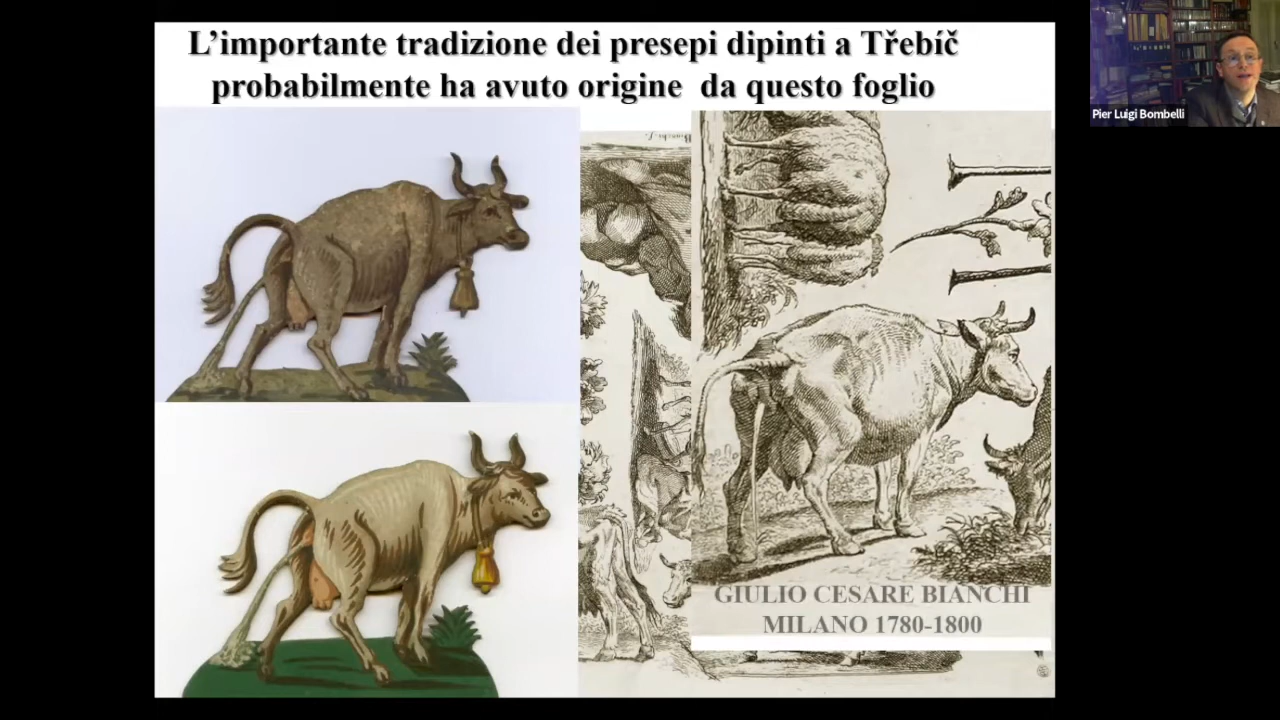 L’importante tradizione dei presepi dipinti a Třebíč
probabilmente ha avuto origine  da questo foglio
Pier Luigi Bombelli
GIULIO CESARE BIANCHI
MILANO 1780-1800